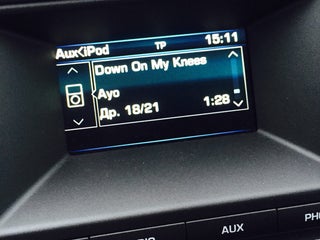 Aux<iPod TP 15:11
Down On My Knees
Ayo
Др. 18/21 1:28
AUX